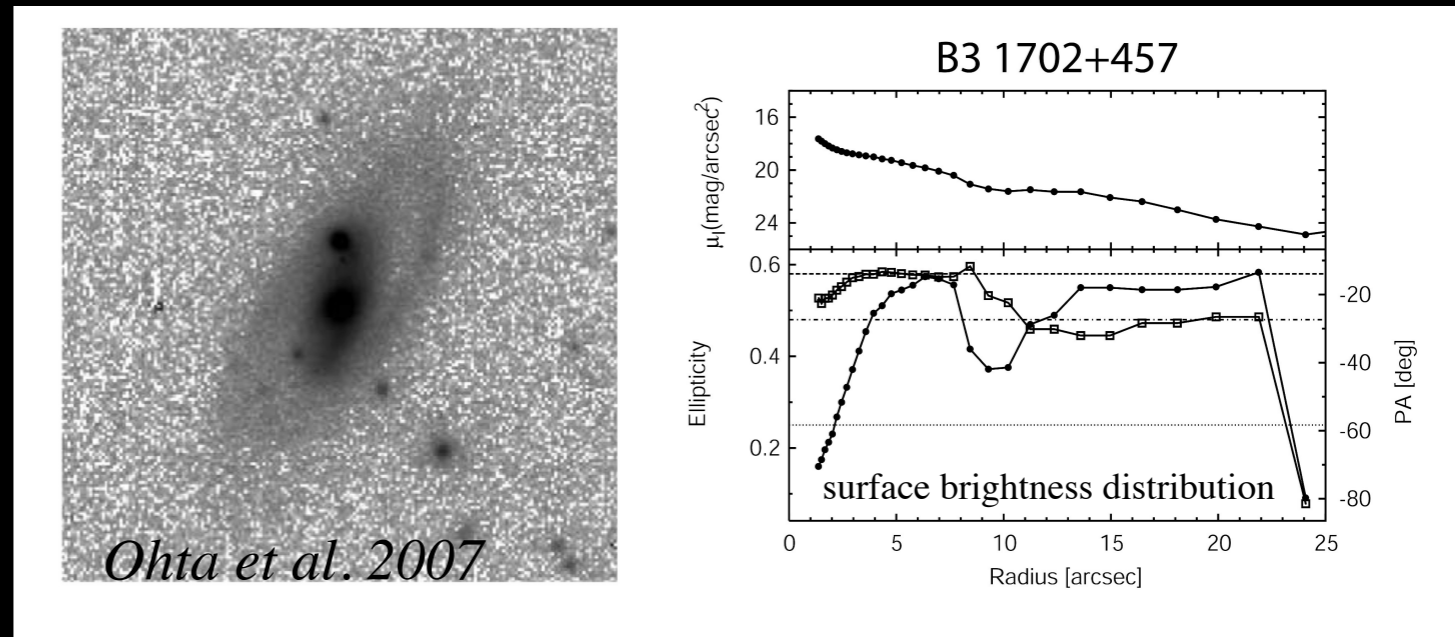 Ohta et al. 2007
B3 1702+457
μI(mag/arcsec²)
16
20
24
Ellipticity
0.6
0.4
0.2
PA [deg]
-20
-40
-60
-80
surface brightness distribution
0 5 10 15 20 25
Radius [arcsec]